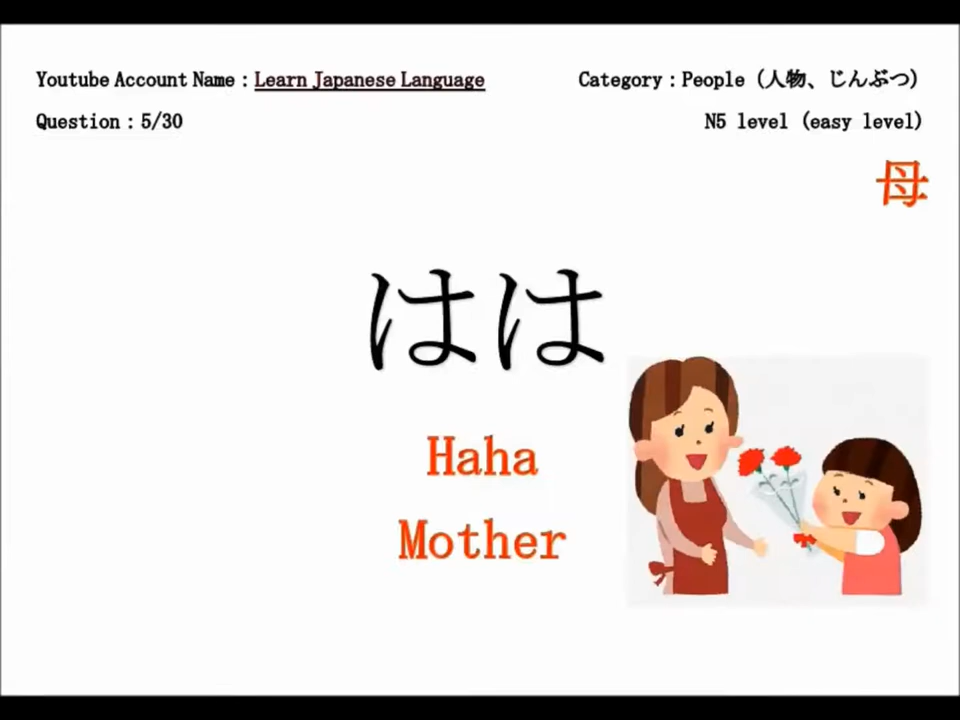 Youtube Account Name : Learn Japanese Language
Category : People (人物、じんぶつ)
Question : 5/30
N5 level (easy level)
母
はは
Haha
Mother